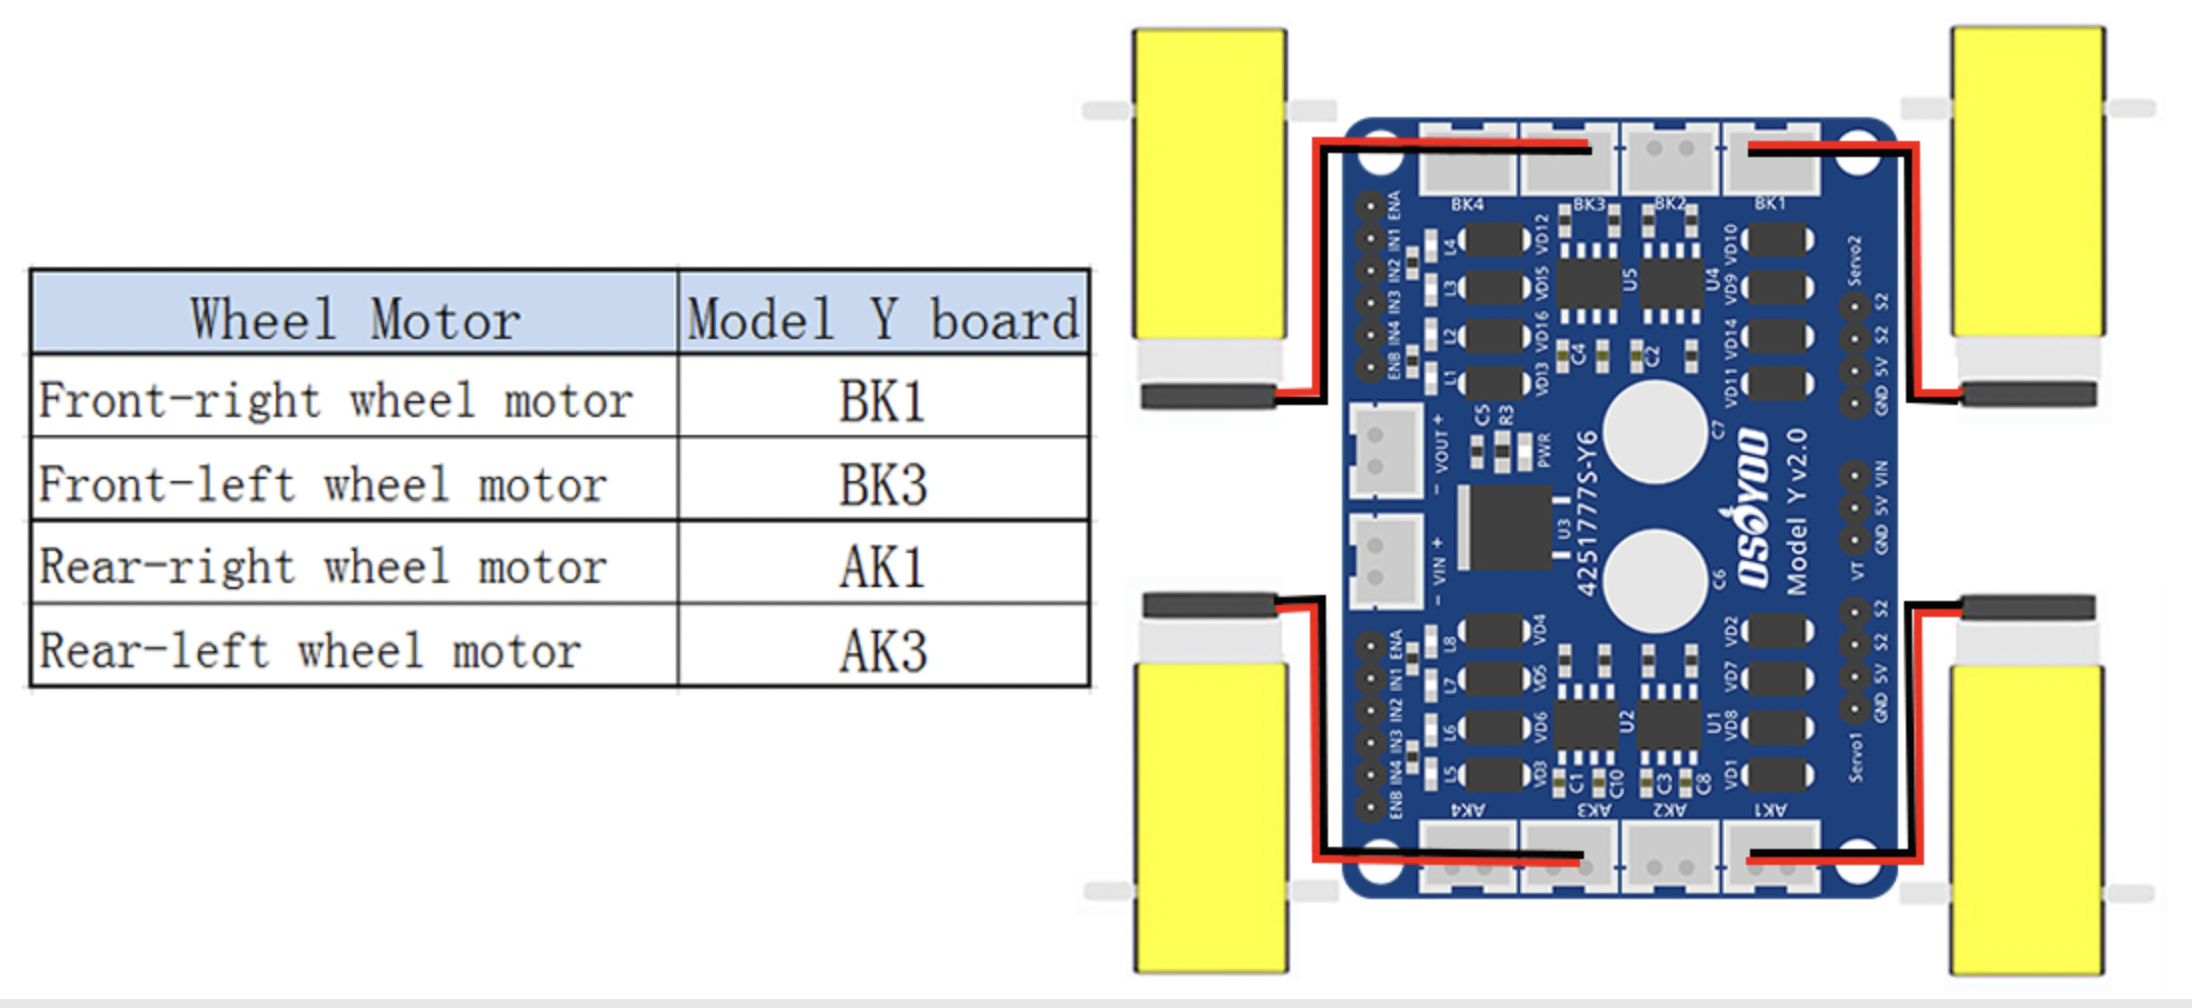 Wheel Motor Model Y board
Front-right wheel motor BK1
Front-left wheel motor BK3
Rear-right wheel motor AK1
Rear-left wheel motor AK3
BK4 BK3 BK2 BK1
ENA
IN1
IN2
IN3
IN4
ENB
L4
L3
L2
L1
VD12
VD15
VD16
VD13
U5
U4
C4
C2
VD10
VD9
VD14
VD11
Servo2
S2
S2
5V
GND
C5
R3
PWR
- VOUT +
- VIN +
U3
42517777S-Y6
C7
C6
OSOYOO
Model Y v2.0
VIN
5V
GND
VT
S2
S2
5V
GND
Servo1
ENA
IN1
IN2
IN3
IN4
ENB
L8
L7
L6
L5
VD4
VD5
VD6
VD3
U2
U1
C1
C10
C3
C8
VD2
VD7
VD8
VD1
AK4 AK3 AK2 AK1